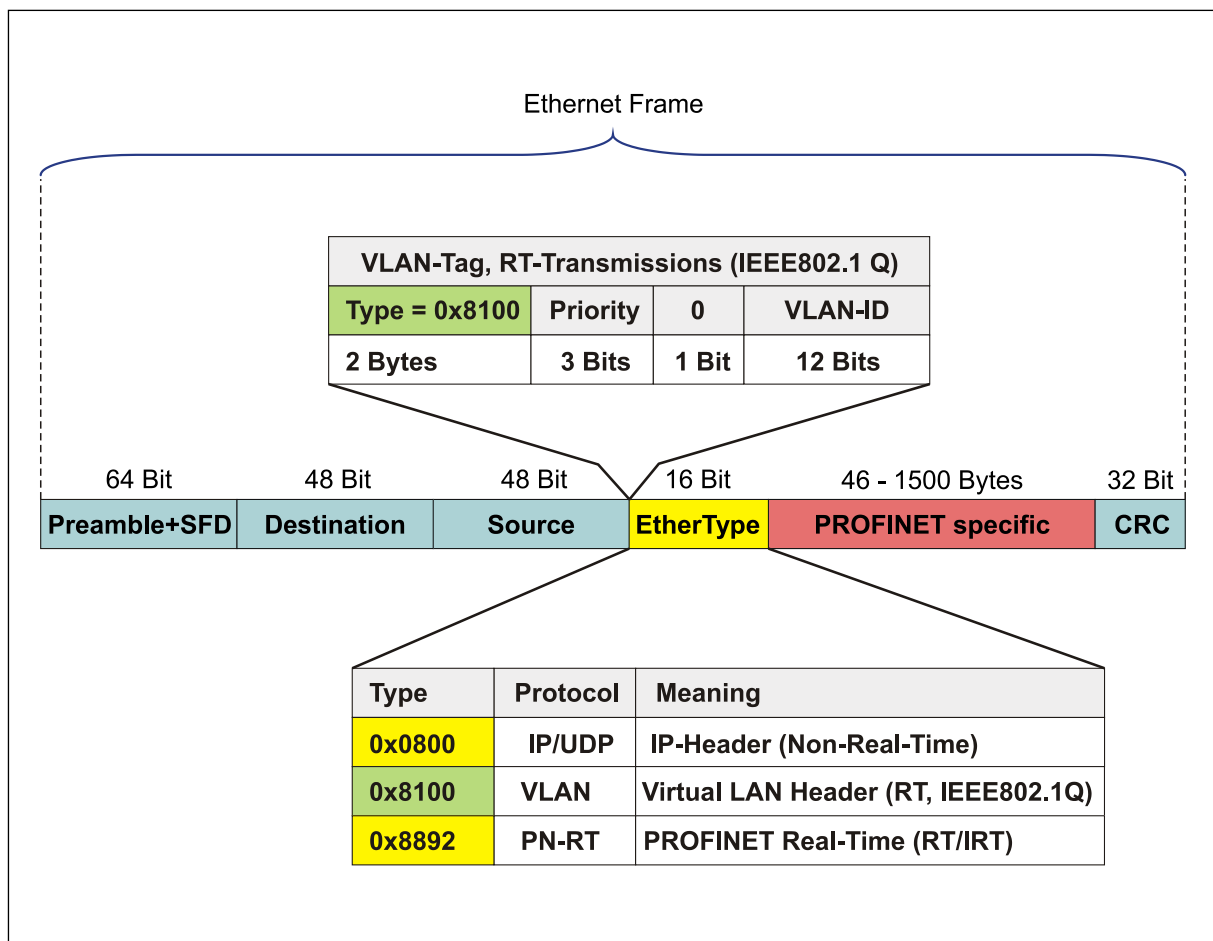 Ethernet Frame
VLAN-Tag, RT-Transmissions (IEEE802.1 Q)
Type = 0x8100 Priority 0 VLAN-ID
2 Bytes 3 Bits 1 Bit 12 Bits
64 Bit 48 Bit 48 Bit 16 Bit 46 - 1500 Bytes 32 Bit
Preamble+SFD Destination Source EtherType PROFINET specific CRC
Type Protocol Meaning
0x0800 IP/UDP IP-Header (Non-Real-Time)
0x8100 VLAN Virtual LAN Header (RT, IEEE802.1Q)
0x8892 PN-RT PROFINET Real-Time (RT/IRT)